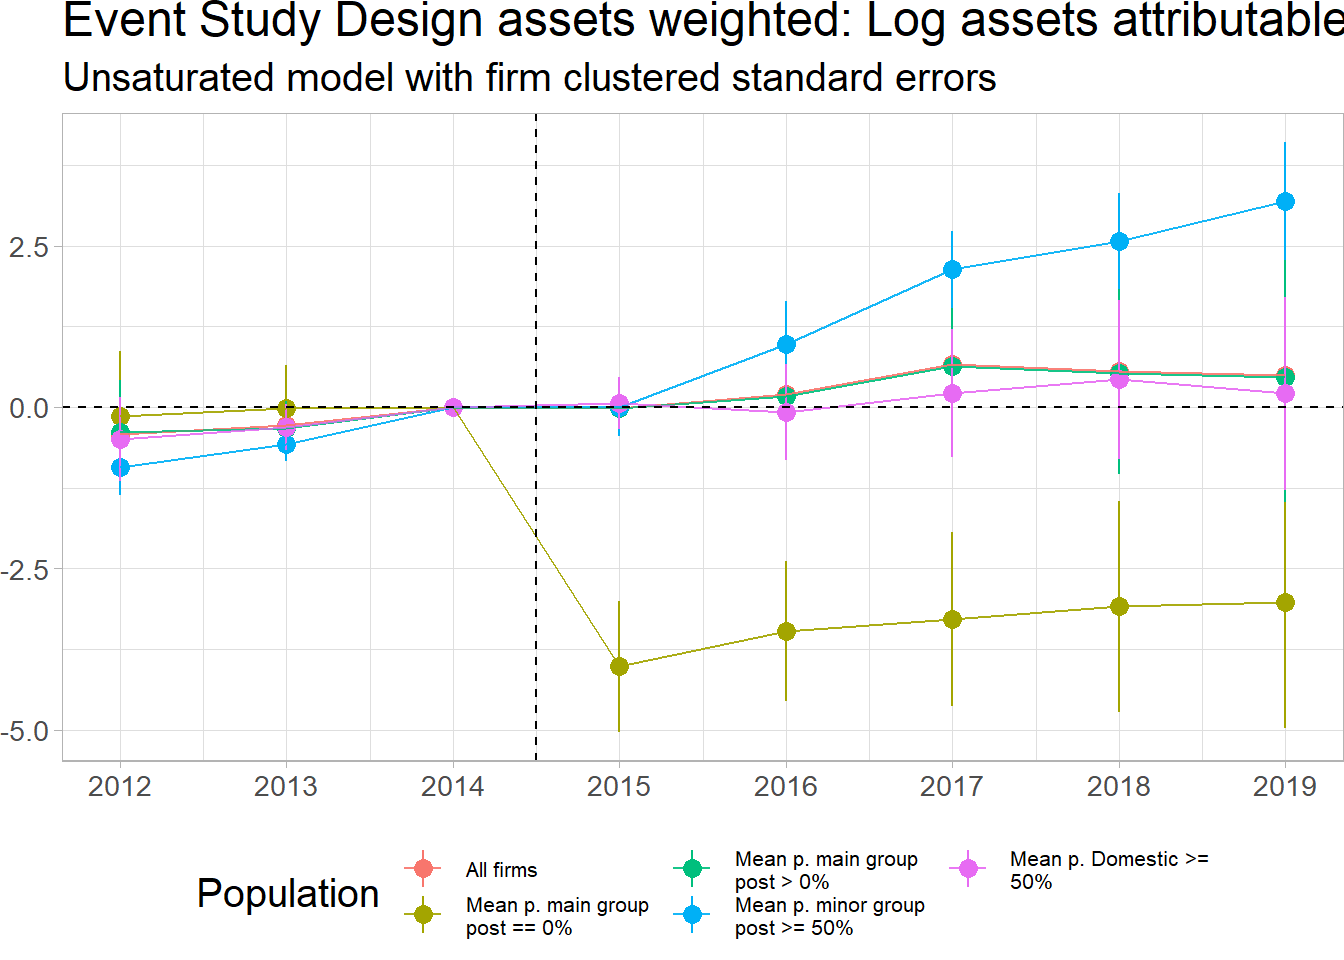 Event Study Design assets weighted: Log assets attributable
Unsaturated model with firm clustered standard errors
2.5
0.0
-2.5
-5.0
2012 2013 2014 2015 2016 2017 2018 2019
Population
All firms
Mean p. main group
post == 0%
Mean p. main group
post > 0%
Mean p. minor group
post >= 50%
Mean p. Domestic >=
50%